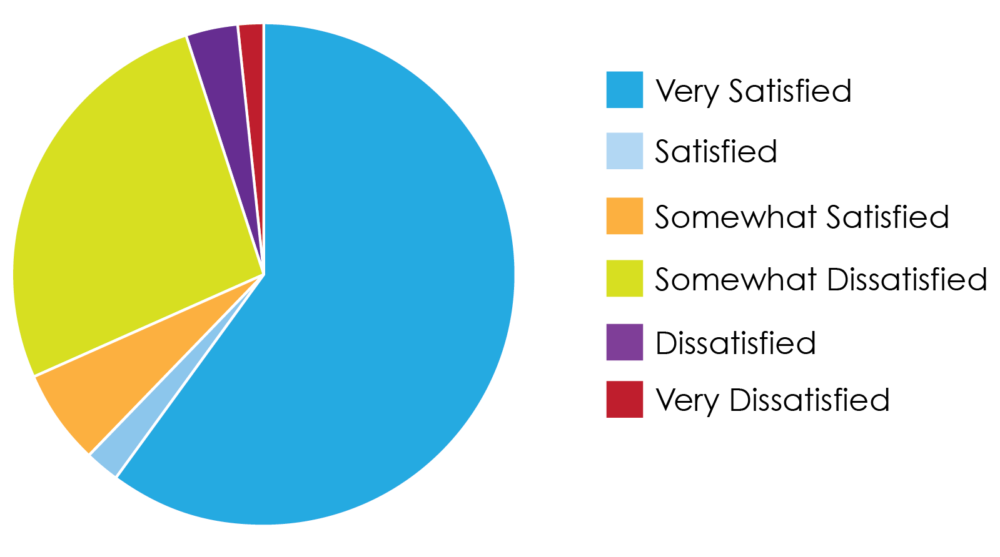 Very Satisfied
Satisfied
Somewhat Satisfied
Somewhat Dissatisfied
Dissatisfied
Very Dissatisfied